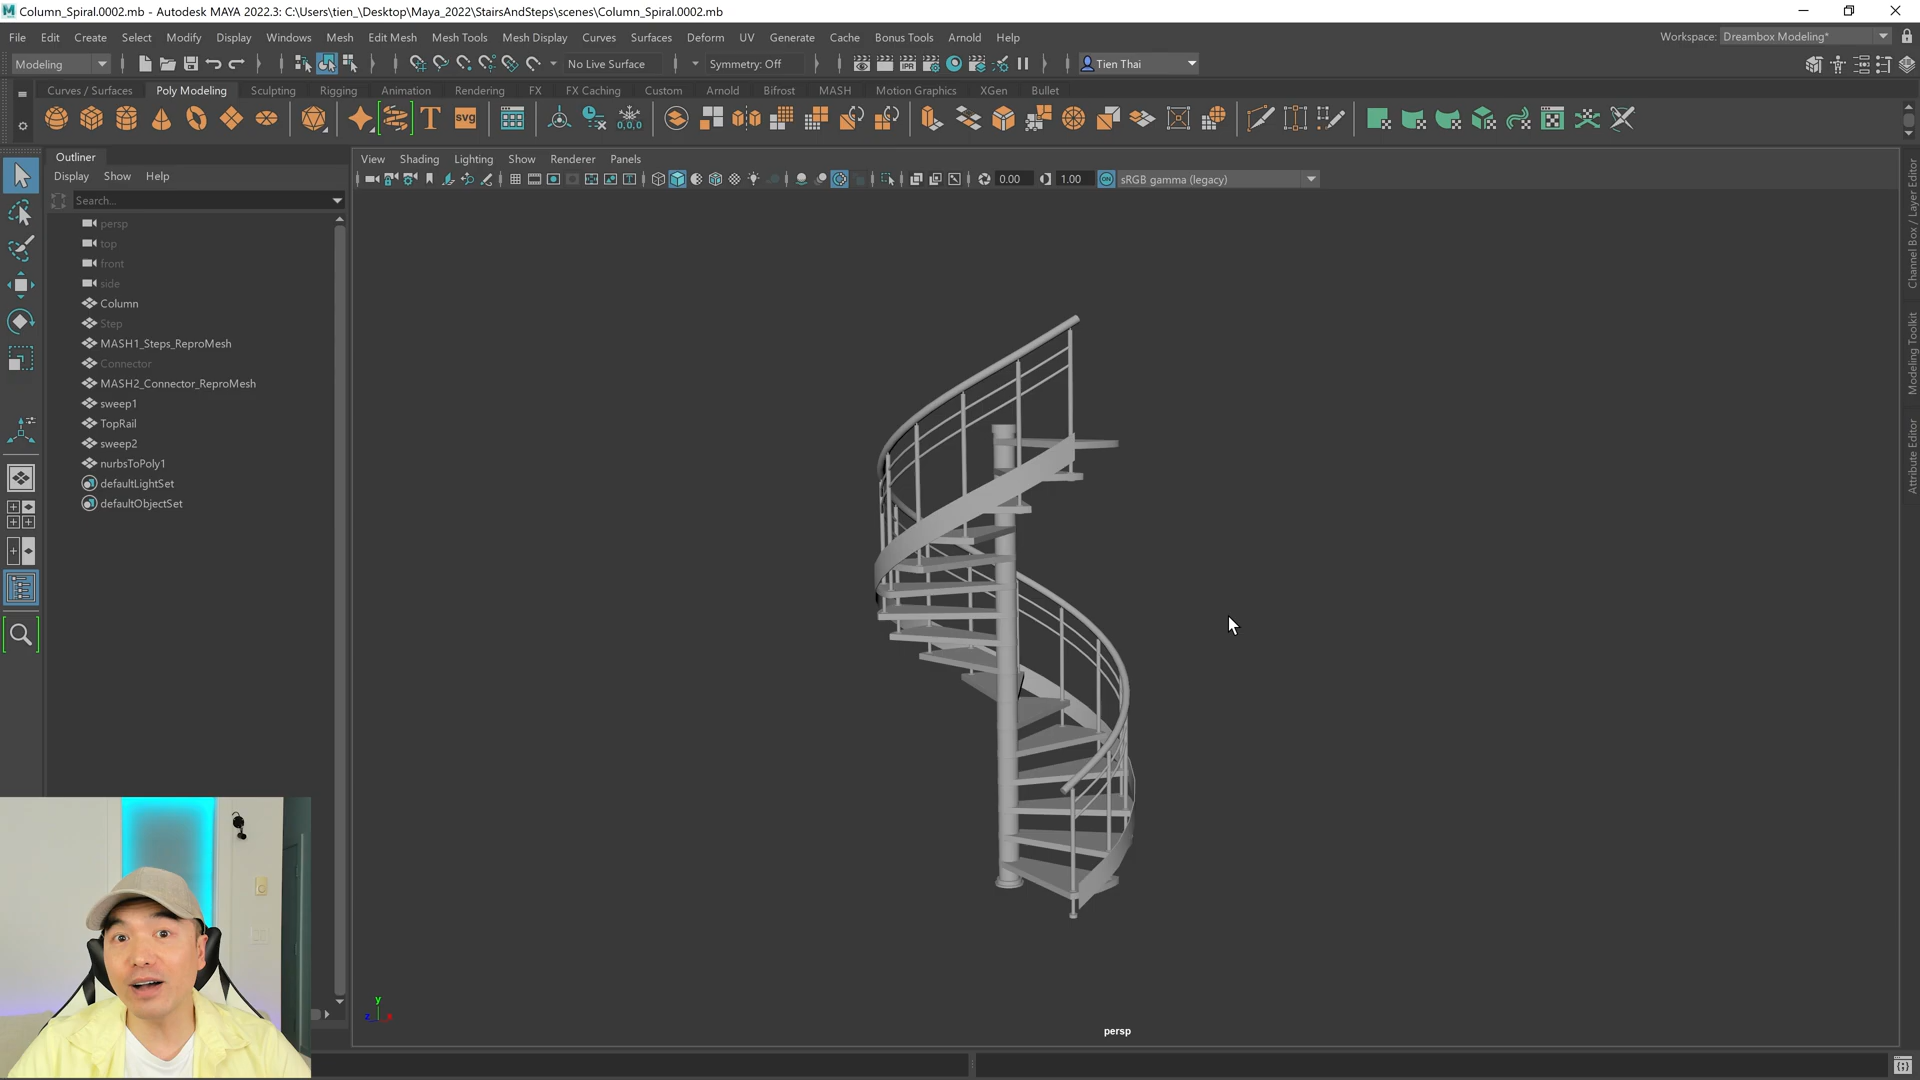 Column_Spiral.0002.mb - Autodesk MAYA 2022.3: C:\Users\tien_\Desktop\Maya_2022\StairsAndSteps\scenes\Column_Spiral.0002.mb
File Edit Create Select Modify Display Windows Mesh Edit Mesh Mesh Tools Mesh Display Curves Surfaces Deform UV Generate Cache Bonus Tools Arnold Help
Workspace: Dreambox Modeling*
Modeling No Live Surface Symmetry: Off Tien Thai
Curves / Surfaces Poly Modeling Sculpting Rigging Animation Rendering FX FX Caching Custom Arnold Bifrost MASH Motion Graphics XGen Bullet
T SVG 0,0,0
Outliner
Display Show Help
Search...
View Shading Lighting Show Renderer Panels
0.00 1.00 ON sRGB gamma (legacy)
persp
top
front
side
Column
Step
MASH1_Steps_ReproMesh
Connector
MASH2_Connector_ReproMesh
sweep1
TopRail
sweep2
nurbsToPoly1
defaultLightSet
defaultObjectSet
Channel Box / Layer Editor
Modeling Toolkit
Attribute Editor
y
z x
persp